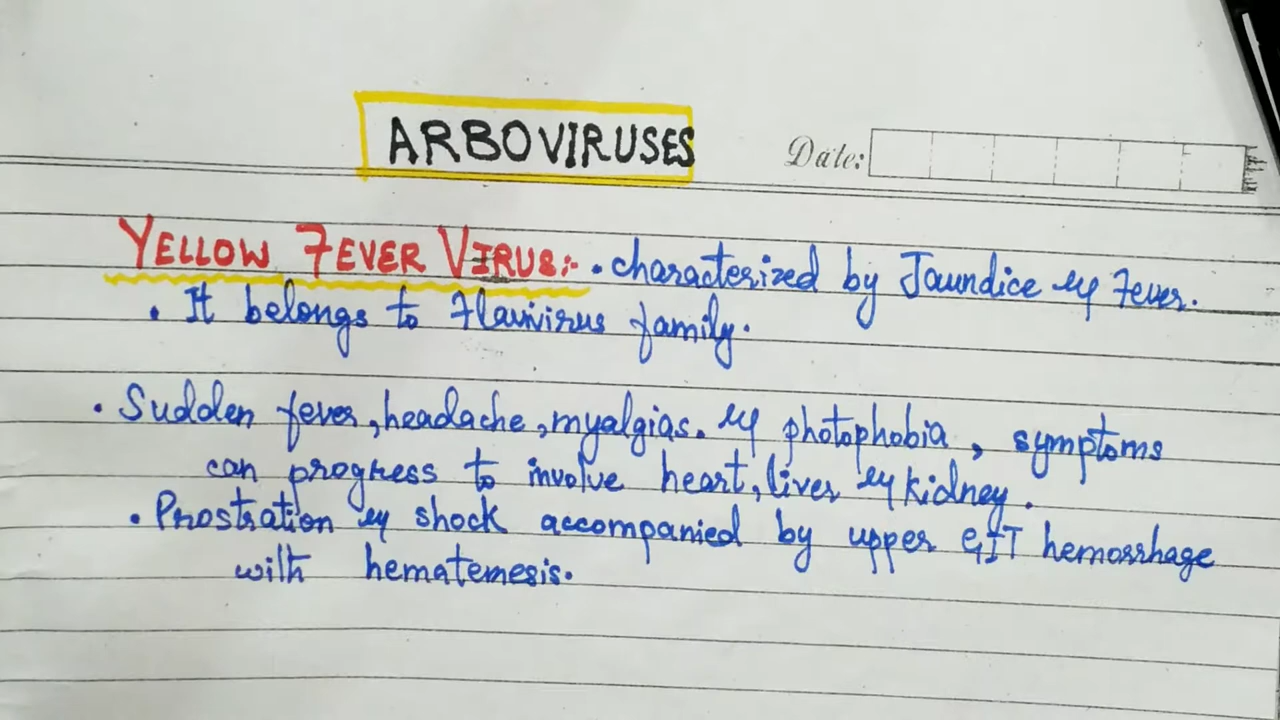 ARBOVIRUSES
Date:
YELLOW FEVER VIRUS:- • characterized by Jaundice & Fever.
• It belongs to Flavivirus family.
• Sudden fever, headache, myalgias. & photophobia, symptoms
can progress to involve heart, liver & kidney.
• Prostration & shock accompanied by upper GIT hemorrhage
with hematemesis.